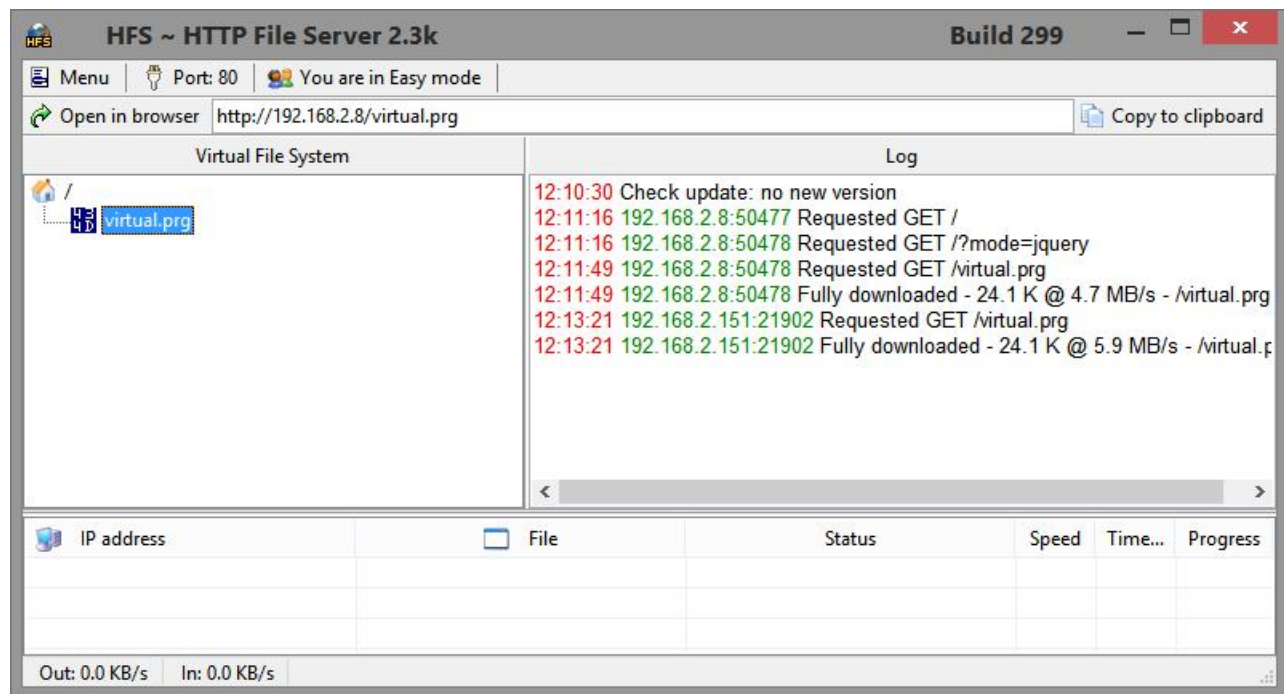 HFS ~ HTTP File Server 2.3k Build 299
Menu Port: 80 You are in Easy mode
Open in browser http://192.168.2.8/virtual.prg Copy to clipboard
Virtual File System
/
virtual.prg
Log
12:10:30 Check update: no new version
12:11:16 192.168.2.8:50477 Requested GET /
12:11:16 192.168.2.8:50478 Requested GET /?mode=jquery
12:11:49 192.168.2.8:50478 Requested GET /virtual.prg
12:11:49 192.168.2.8:50478 Fully downloaded - 24.1 K @ 4.7 MB/s - /virtual.prg
12:13:21 192.168.2.151:21902 Requested GET /virtual.prg
12:13:21 192.168.2.151:21902 Fully downloaded - 24.1 K @ 5.9 MB/s - /virtual.p
IP address File Status Speed Time... Progress
Out: 0.0 KB/s In: 0.0 KB/s